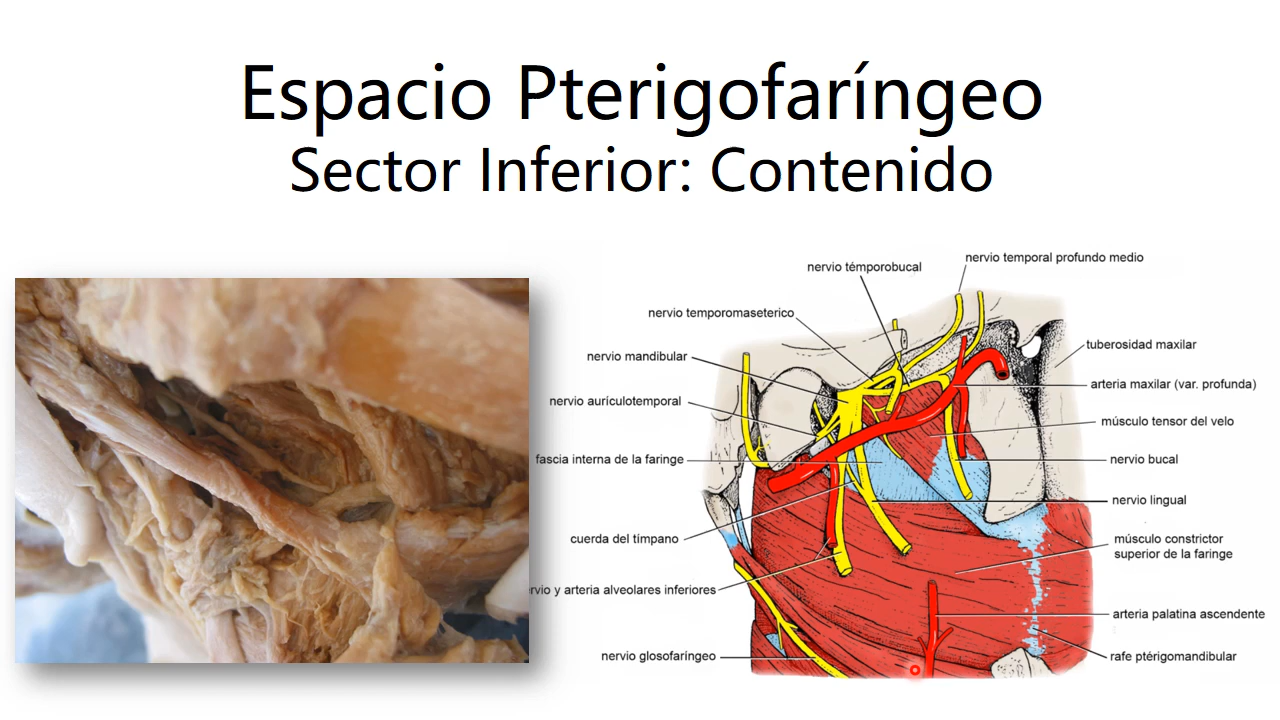 Espacio Pterigofaríngeo
Sector Inferior: Contenido
nervio témporobucal
nervio temporal profundo medio
nervio temporomaseterico
nervio mandibular
tuberosidad maxilar
nervio aurículotemporal
arteria maxilar (var. profunda)
músculo tensor del velo
fascia interna de la faringe
nervio bucal
nervio lingual
cuerda del tímpano
músculo constrictor
superior de la faringe
rvio y arteria alveolares inferiores
arteria palatina ascendente
nervio glosofaríngeo
rafe ptérigomandibular